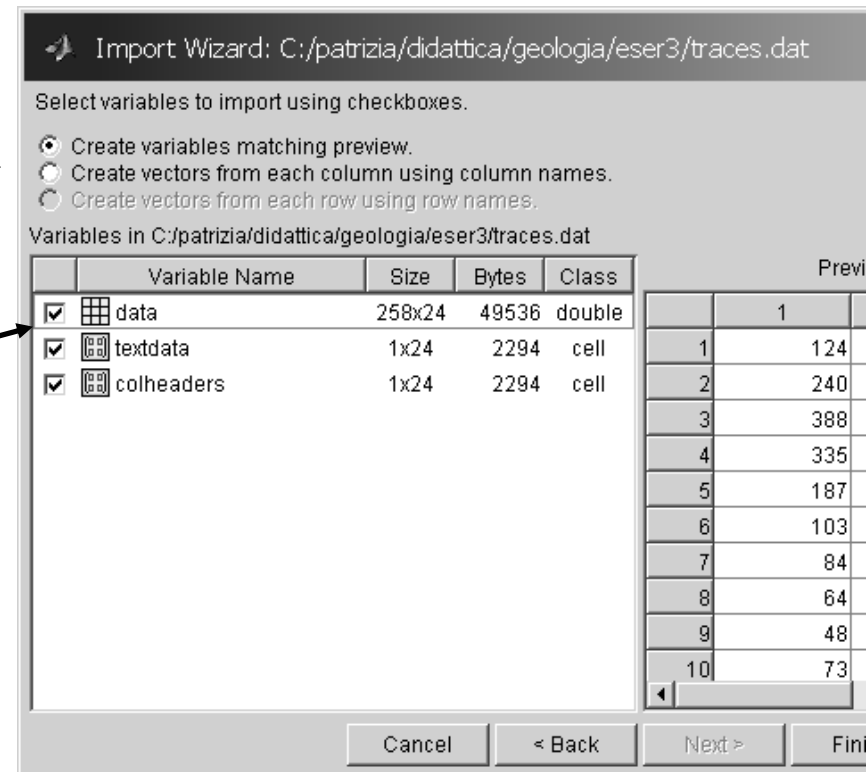 Import Wizard: C:/patrizia/didattica/geologia/eser3/traces.dat
Select variables to import using checkboxes.
Create variables matching preview.
Create vectors from each column using column names.
Create vectors from each row using row names.
Variables in C:/patrizia/didattica/geologia/eser3/traces.dat
Variable Name Size Bytes Class
data 258x24 49536 double
textdata 1x24 2294 cell
colheaders 1x24 2294 cell
Previ
1
1 124
2 240
3 388
4 335
5 187
6 103
7 84
8 64
9 48
10 73
Cancel < Back Next > Fini